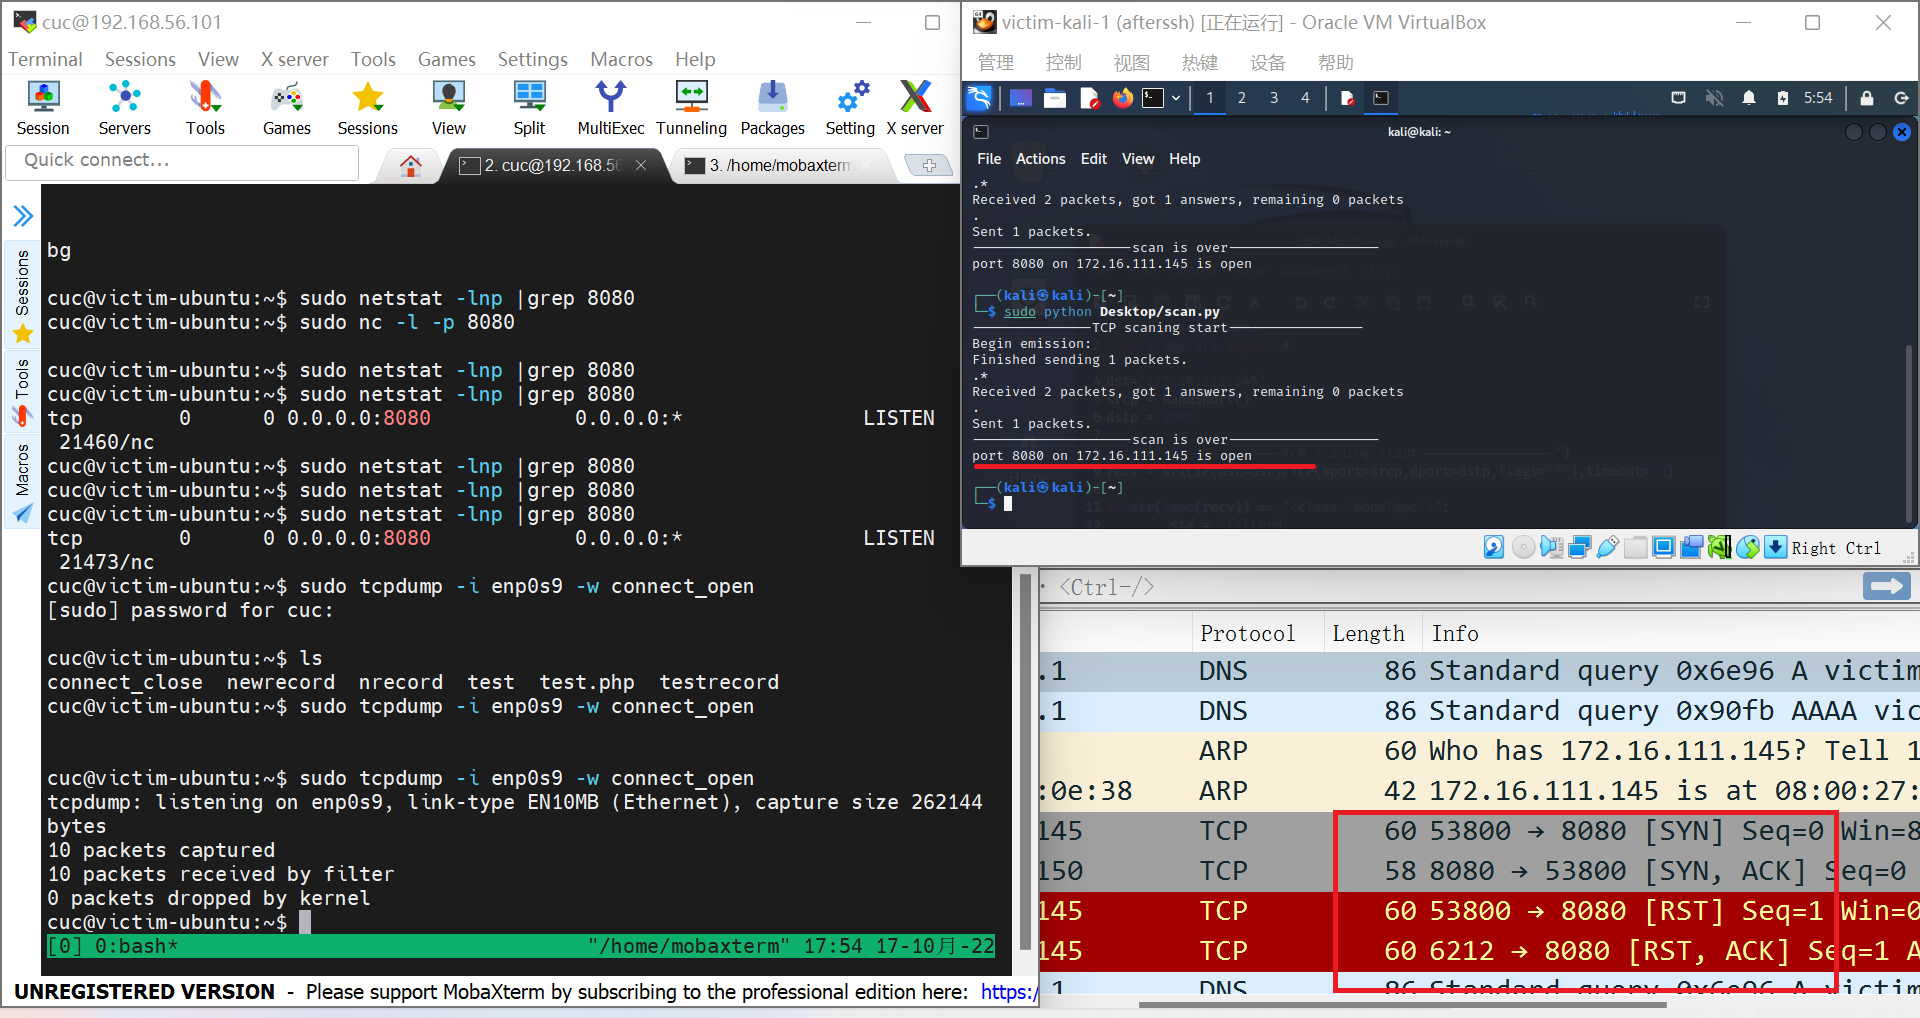 cuc@192.168.56.101
Terminal Sessions View X server Tools Games Settings Macros Help
Session Servers Tools Games Sessions View Split MultiExec Tunneling Packages Setting X server
Quick connect...
2. cuc@192.168.56
3. /home/mobaxterm
Sessions
Tools
Macros
bg
cuc@victim-ubuntu:~$ sudo netstat -lnp |grep 8080
cuc@victim-ubuntu:~$ sudo nc -l -p 8080
cuc@victim-ubuntu:~$ sudo netstat -lnp |grep 8080
cuc@victim-ubuntu:~$ sudo netstat -lnp |grep 8080
tcp        0      0 0.0.0.0:8080            0.0.0.0:*               LISTEN
 21460/nc
cuc@victim-ubuntu:~$ sudo netstat -lnp |grep 8080
cuc@victim-ubuntu:~$ sudo netstat -lnp |grep 8080
cuc@victim-ubuntu:~$ sudo netstat -lnp |grep 8080
tcp        0      0 0.0.0.0:8080            0.0.0.0:*               LISTEN
 21473/nc
cuc@victim-ubuntu:~$ sudo tcpdump -i enp0s9 -w connect_open
[sudo] password for cuc:
cuc@victim-ubuntu:~$ ls
connect_close  newrecord  nrecord  test  test.php  testrecord
cuc@victim-ubuntu:~$ sudo tcpdump -i enp0s9 -w connect_open
cuc@victim-ubuntu:~$ sudo tcpdump -i enp0s9 -w connect_open
tcpdump: listening on enp0s9, link-type EN10MB (Ethernet), capture size 262144
bytes
10 packets captured
10 packets received by filter
0 packets dropped by kernel
cuc@victim-ubuntu:~$
[0] 0:bash* "/home/mobaxterm" 17:54 17-10月-22
UNREGISTERED VERSION - Please support MobaXterm by subscribing to the professional edition here: https:/
victim-kali-1 (afterssh) [正在运行] - Oracle VM VirtualBox
管理 控制 视图 热键 设备 帮助
1 2 3 4 5:54
kali@kali: ~
File Actions Edit View Help
.*
Received 2 packets, got 1 answers, remaining 0 packets
.
Sent 1 packets.
————————————————————scan is over———————————————————
port 8080 on 172.16.111.145 is open
┌──(kali㉿kali)-[~]
└─$ sudo python Desktop/scan.py
———————————————TCP scaning start—————————————————
Begin emission:
Finished sending 1 packets.
.*
Received 2 packets, got 1 answers, remaining 0 packets
.
Sent 1 packets.
————————————————————scan is over———————————————————
port 8080 on 172.16.111.145 is open
┌──(kali㉿kali)-[~]
└─$
Right Ctrl
<Ctrl-/>
Protocol Length Info
.1 DNS 86 Standard query 0x6e96 A victim
.1 DNS 86 Standard query 0x90fb AAAA vic
ARP 60 Who has 172.16.111.145? Tell 1
:0e:38 ARP 42 172.16.111.145 is at 08:00:27:
145 TCP 60 53800 → 8080 [SYN] Seq=0 Win=8
150 TCP 58 8080 → 53800 [SYN, ACK] Seq=0
145 TCP 60 53800 → 8080 [RST] Seq=1 Win=0
145 TCP 60 6212 → 8080 [RST, ACK] Seq=1 A
.1 DNS 86 Standard query 0x6e96 A victim